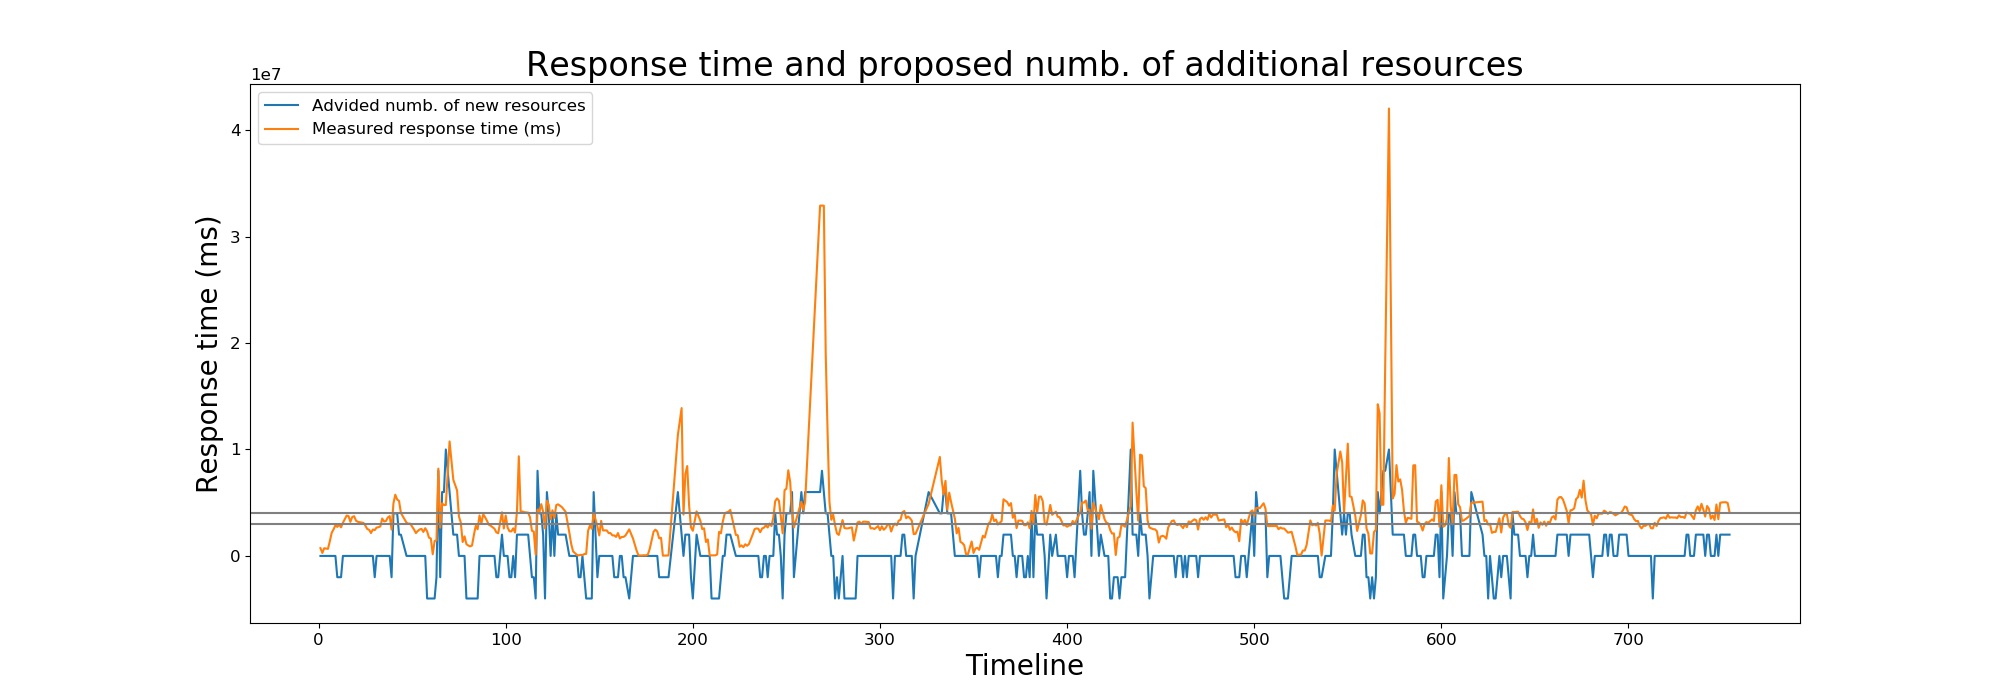 Response time and proposed numb. of additional resources
1e7
Advided numb. of new resources
Measured response time (ms)
Response time (ms)
4
3
2
1
0
0 100 200 300 400 500 600 700
Timeline